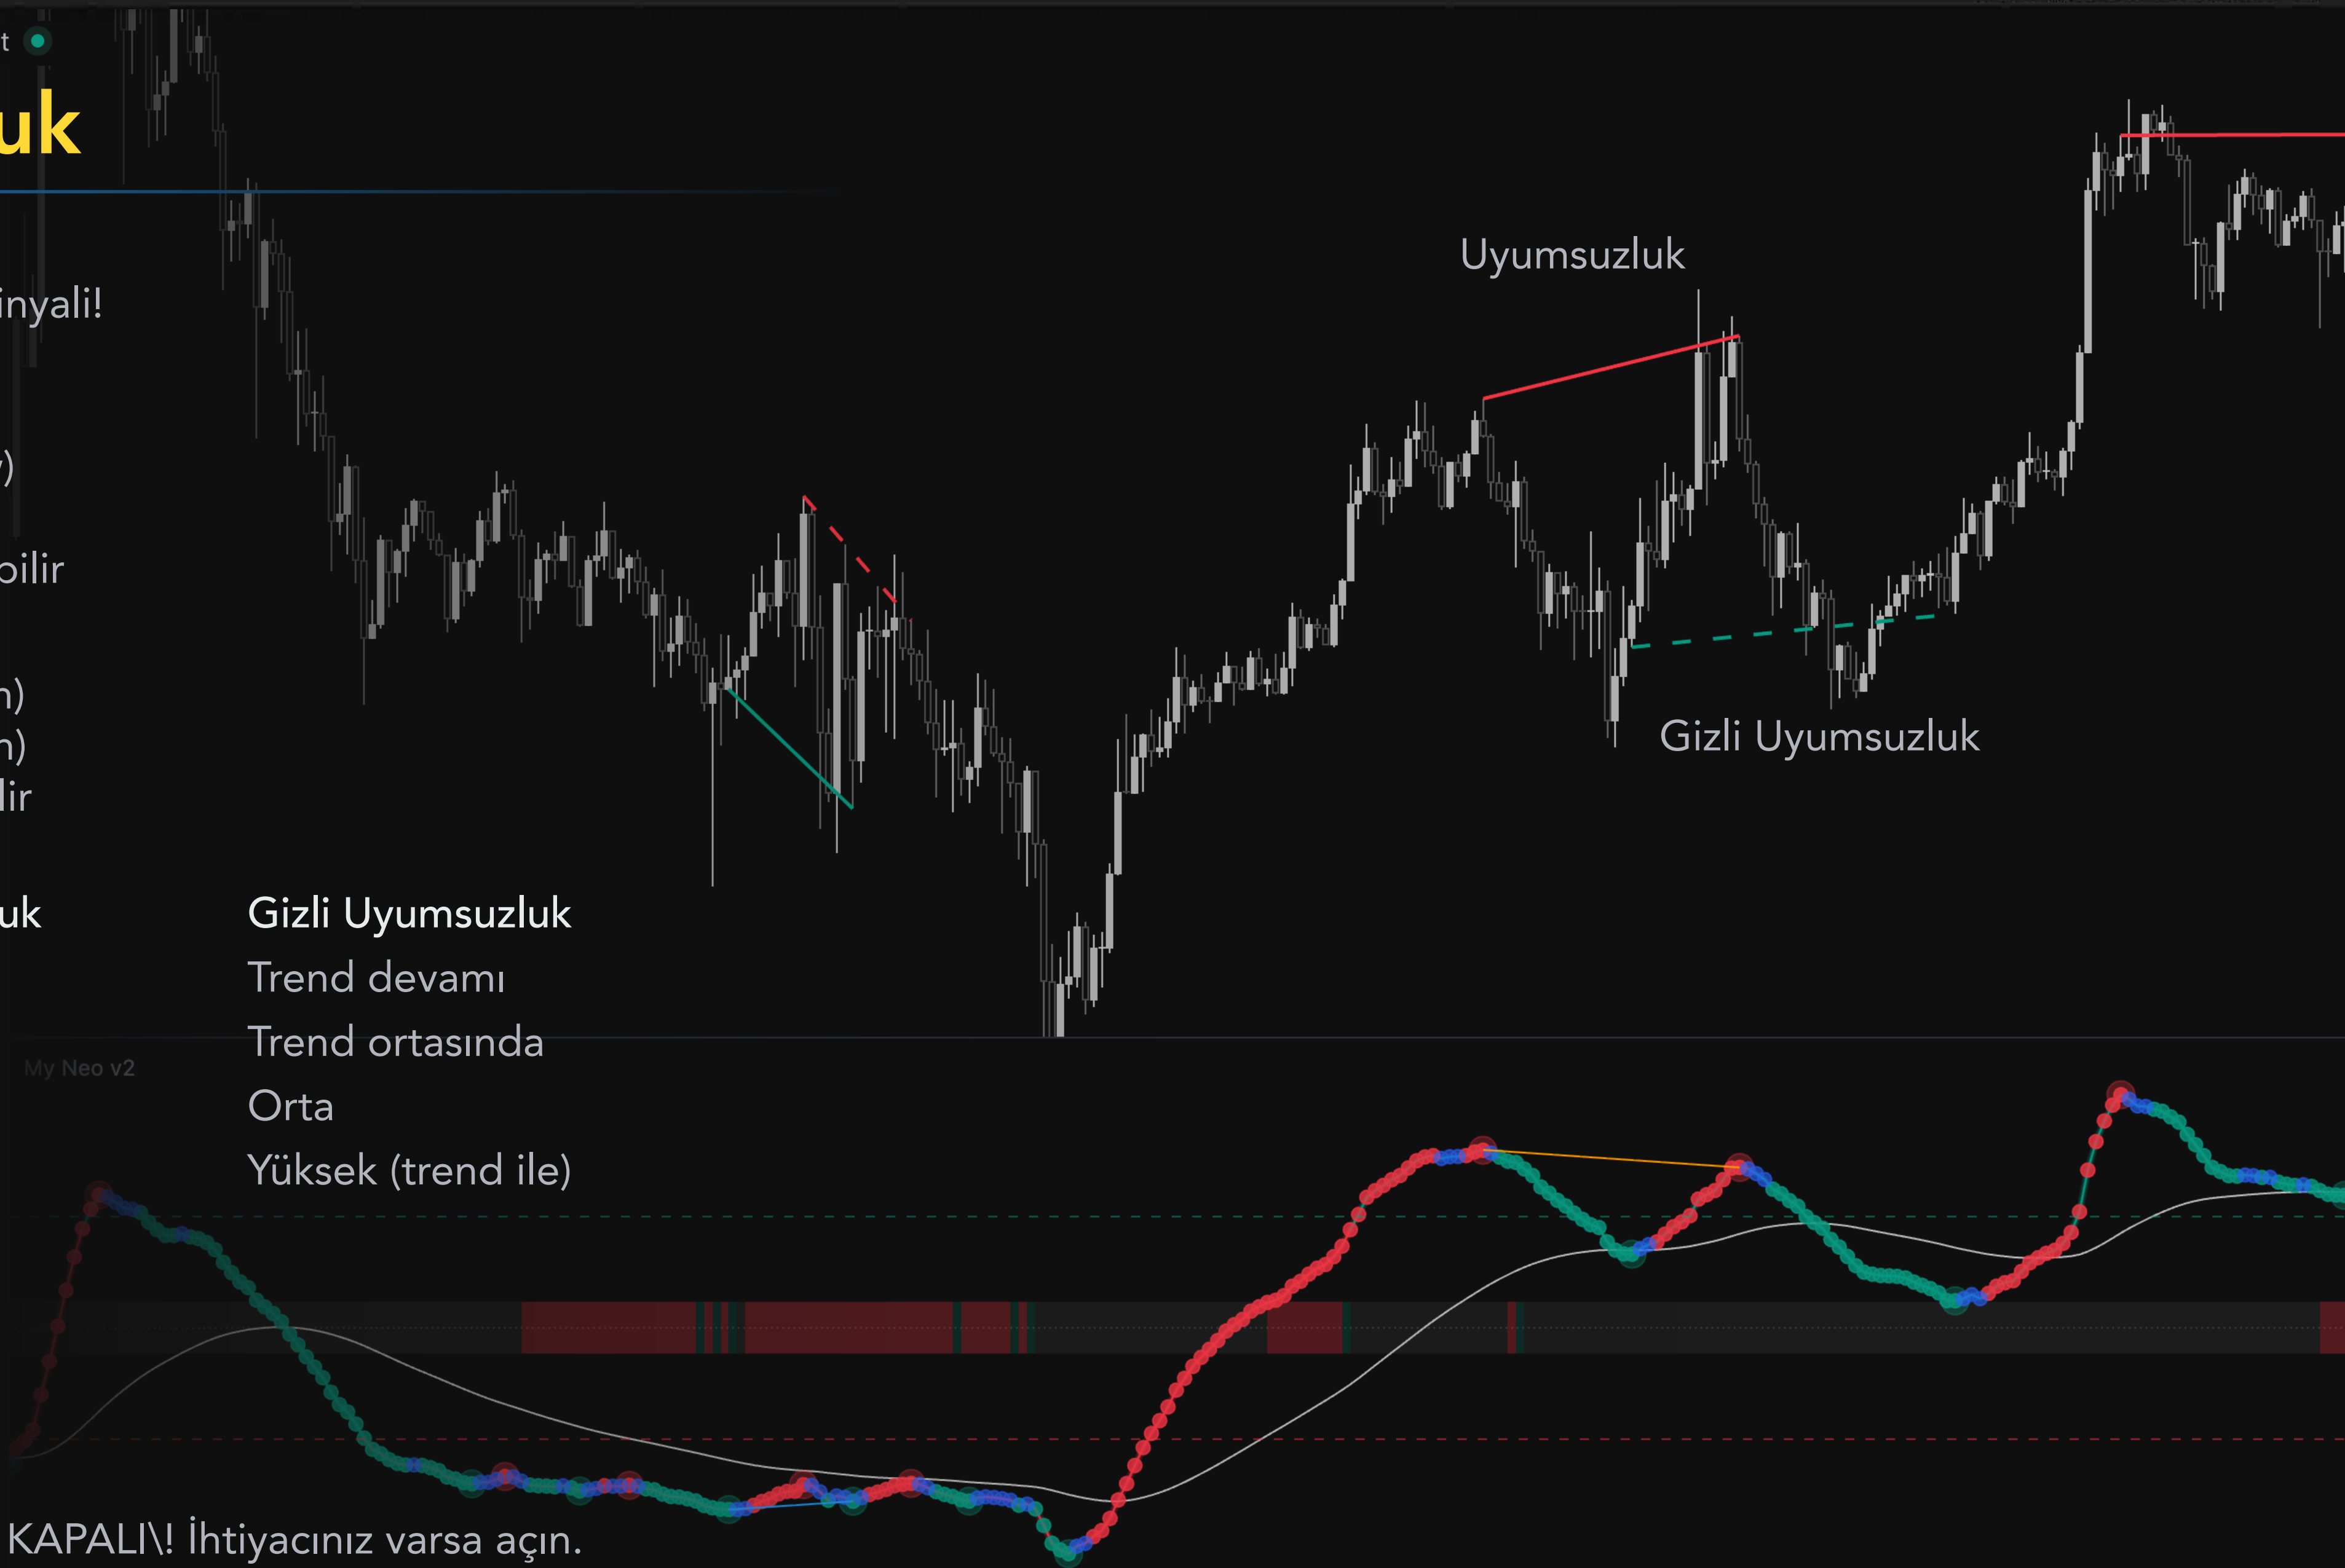 t
uk
inyali!
Uyumsuzluk
)
bilir
n)
Gizli Uyumsuzluk
n)
lir
uk Gizli Uyumsuzluk
Trend devamı
Trend ortasında
My Neo v2
Orta
Yüksek (trend ile)
KAPALI\! İhtiyacınız varsa açın.